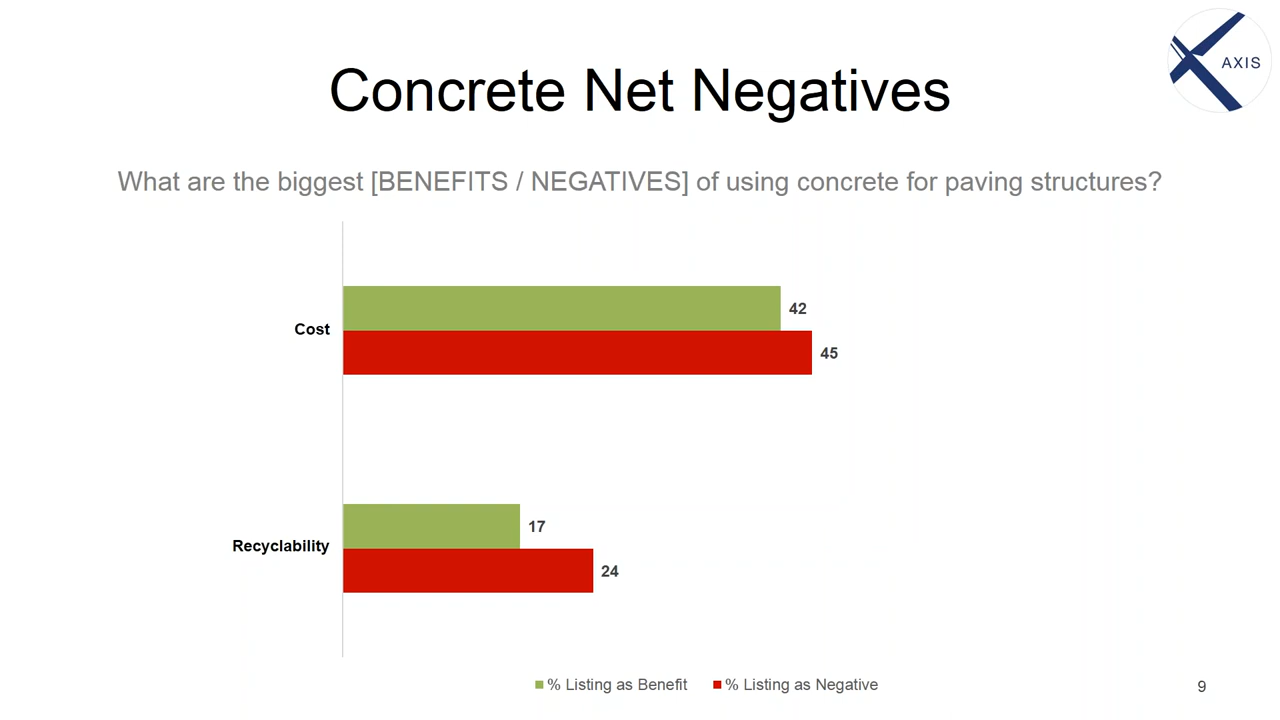 AXIS
Concrete Net Negatives
What are the biggest [BENEFITS / NEGATIVES] of using concrete for paving structures?
Cost
42
45
Recyclability
17
24
% Listing as Benefit
% Listing as Negative
9